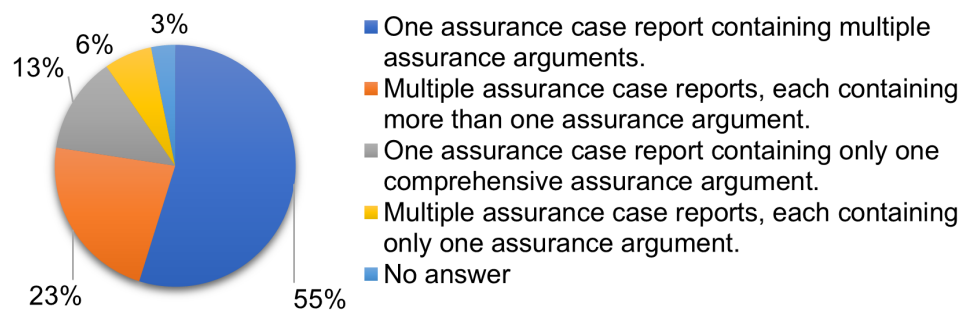 3%
6%
13%
23%
55%
One assurance case report containing multiple
assurance arguments.
Multiple assurance case reports, each containing
more than one assurance argument.
One assurance case report containing only one
comprehensive assurance argument.
Multiple assurance case reports, each containing
only one assurance argument.
No answer